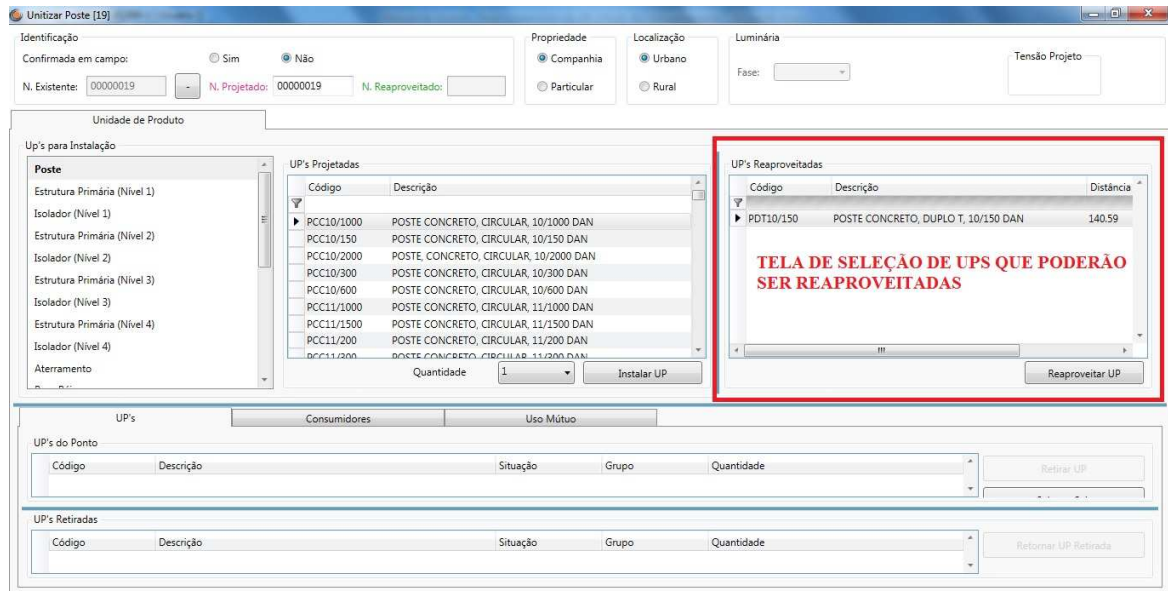 Unitizar Poste [19]
Identificação Propriedade Localização Luminária
Confirmada em campo: Sim Não Companhia Urbano Tensão Projeto
Fase:
N. Existente: 00000019 - N. Projetado: 00000019 N. Reaproveitado: Particular Rural
Unidade de Produto
Up's para Instalação
Poste
Estrutura Primária (Nível 1)
Isolador (Nível 1)
Estrutura Primária (Nível 2)
Isolador (Nível 2)
Estrutura Primária (Nível 3)
Isolador (Nível 3)
Estrutura Primária (Nível 4)
Isolador (Nível 4)
Aterramento
UP's Projetadas
Código Descrição
PCC10/1000 POSTE CONCRETO, CIRCULAR, 10/1000 DAN
PCC10/150 POSTE CONCRETO, CIRCULAR, 10/150 DAN
PCC10/2000 POSTE, CONCRETO, CIRCULAR, 10/2000 DAN
PCC10/300 POSTE CONCRETO, CIRCULAR, 10/300 DAN
PCC10/600 POSTE CONCRETO, CIRCULAR, 10/600 DAN
PCC11/1000 POSTE CONCRETO, CIRCULAR, 11/1000 DAN
PCC11/1500 POSTE CONCRETO, CIRCULAR, 11/1500 DAN
PCC11/200 POSTE CONCRETO, CIRCULAR, 11/200 DAN
PCC11/300 POSTE CONCRETO, CIRCULAR, 11/300 DAN
Quantidade 1 Instalar UP
UP's Reaproveitadas
Código Descrição Distância
PDT10/150 POSTE CONCRETO, DUPLO T, 10/150 DAN 140.59
TELA DE SELEÇÃO DE UPS QUE PODERÃO
SER REAPROVEITADAS
Reaproveitar UP
UP's Consumidores Uso Mútuo
UP's do Ponto
Código Descrição Situação Grupo Quantidade
Retirar UP
UP's Retiradas
Código Descrição Situação Grupo Quantidade
Retornar UP Retirada